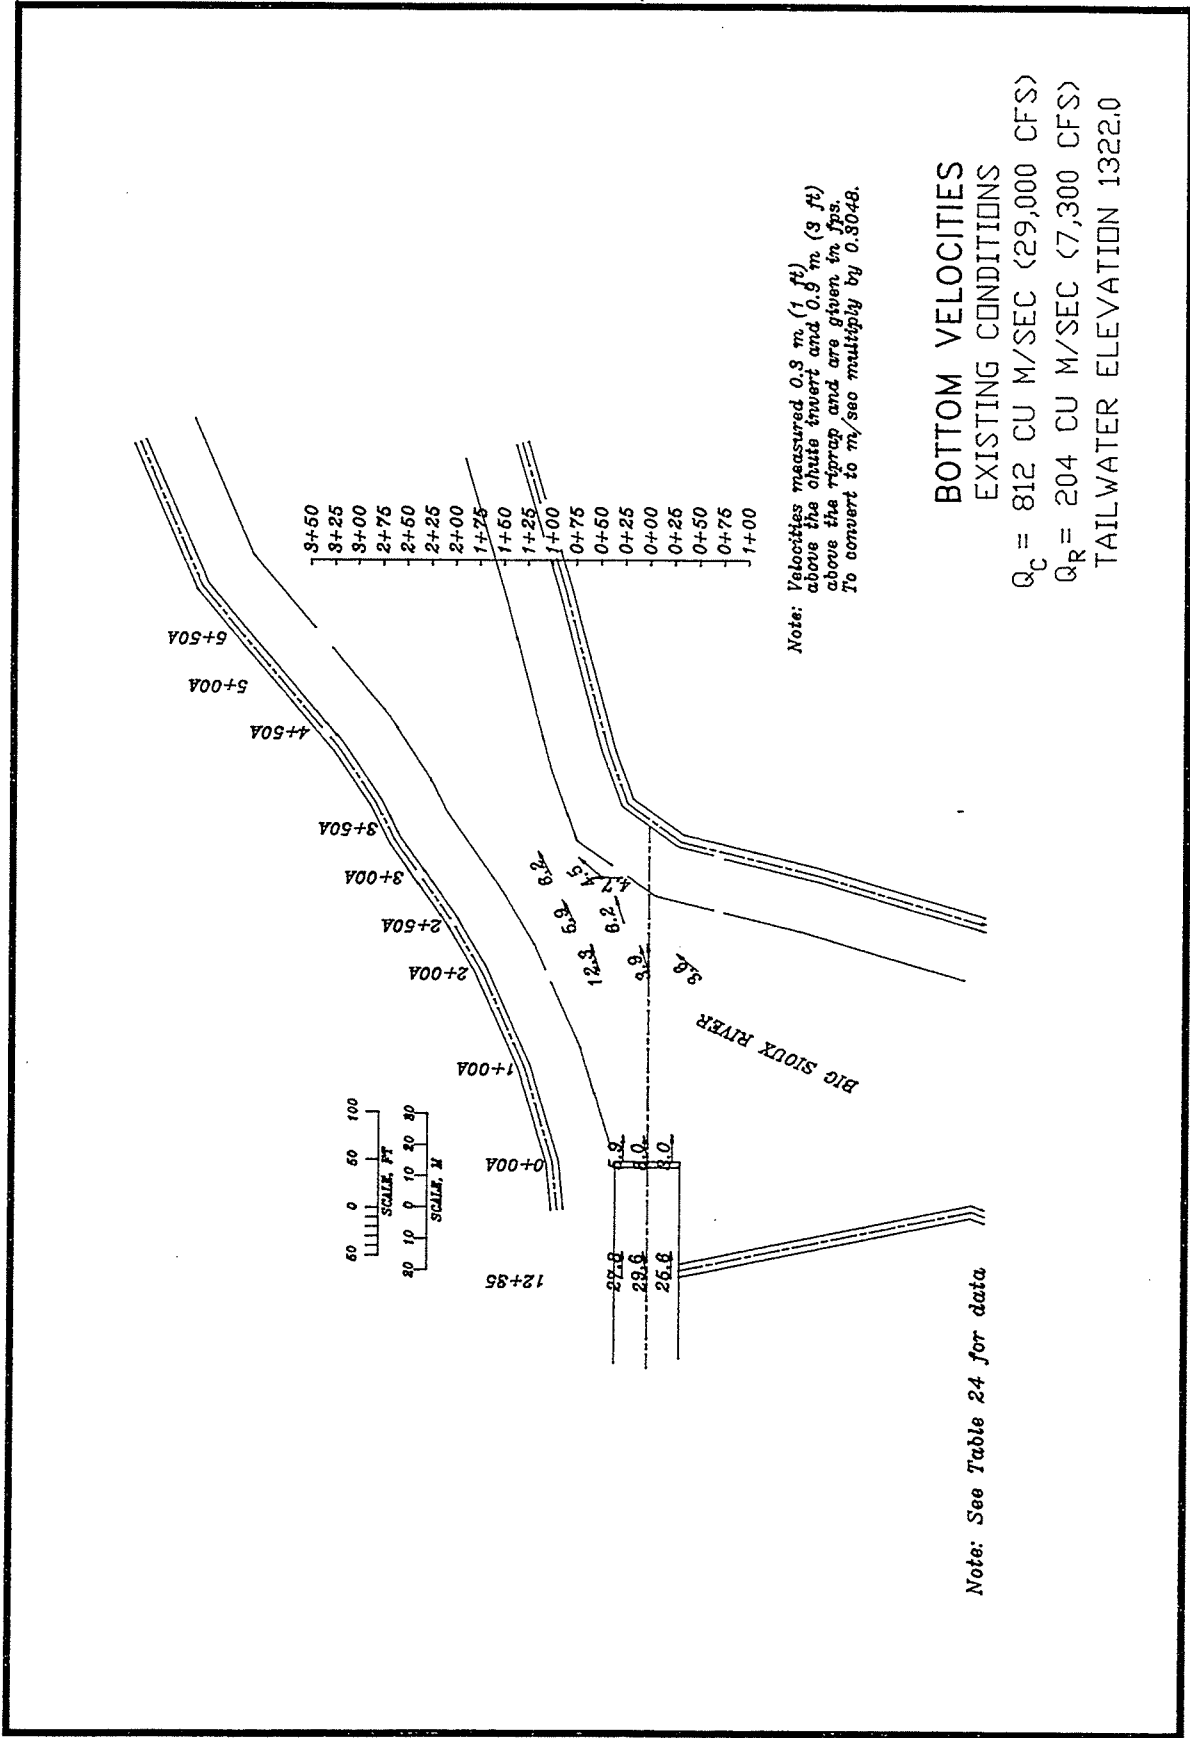 5+50A
5+00A
4+50A
3+50A
3+00A
2+50A
2+00A
1+00A
0+00A
12+35
3+50
3+25
3+00
2+75
2+50
2+25
2+00
1+75
1+50
1+25
1+00
0+75
0+50
0+25
0+00
0+25
0+50
0+75
1+00
50 0 50 100
SCALE, FT
20 10 0 10 20 30
SCALE, M
27.8
29.6
25.6
5.9
3.0
12.3
3.9
3.6
5.9
6.2
6.2
4.5
4.7
BIG SIOUX RIVER
Note: Velocities measured 0.3 m (1 ft)
above the chute invert and 0.9 m (3 ft)
above the riprap and are given in fps.
To convert to m/sec multiply by 0.3048.
Note: See Table 24 for data
BOTTOM VELOCITIES
EXISTING CONDITIONS
QC = 812 CU M/SEC (29,000 CFS)
QR = 204 CU M/SEC (7,300 CFS)
TAILWATER ELEVATION 1322.0